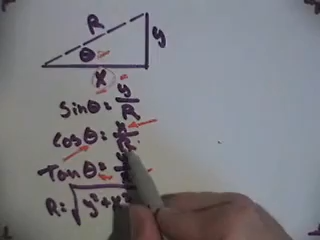 R
y
θ
x
Sinθ = y/R
Cosθ = x/R
Tanθ = y/x
R = √y²+x²